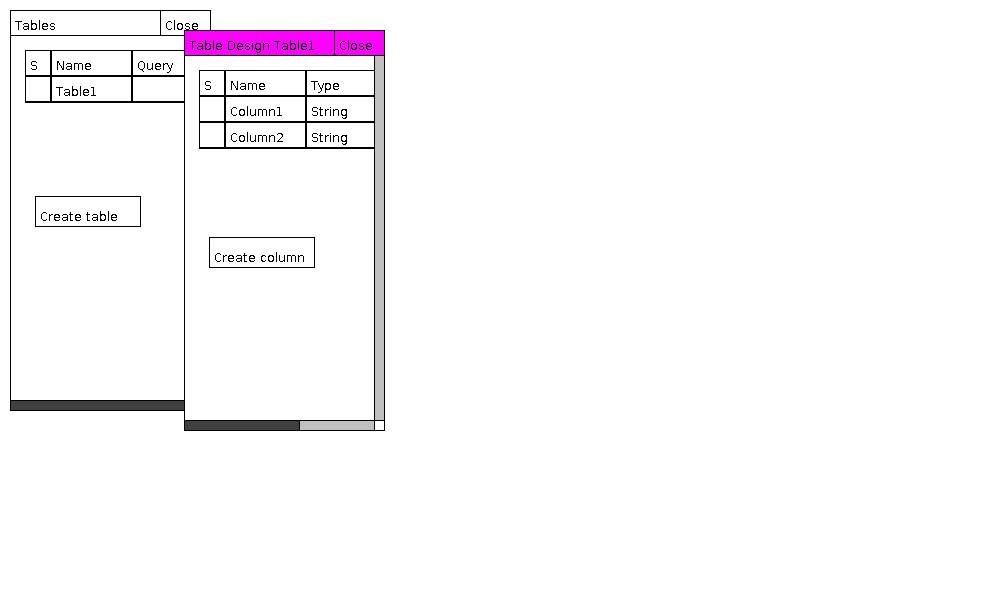 Tables Close
S Name Query
Table1
Create table
Table Design Table1 Close
S Name Type
Column1 String
Column2 String
Create column